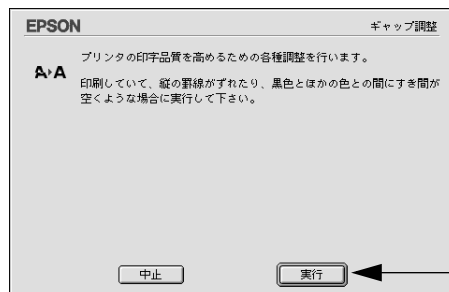 EPSON ギャップ調整
プリンタの印字品質を高めるための各種調整を行います。
A▸A
印刷していて、縦の罫線がずれたり、黒色とほかの色との間にすき間が
空くような場合に実行して下さい。
中止 実行